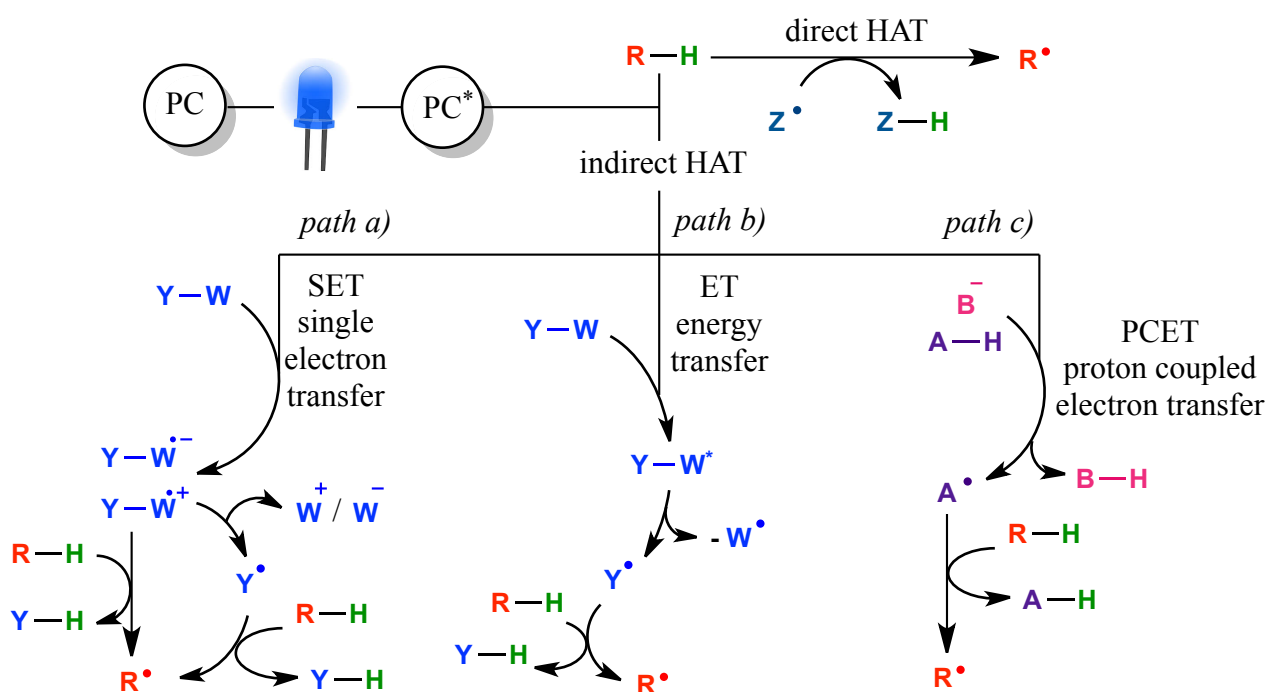 direct HAT
R—H
R•
PC
PC*
Z•
Z—H
indirect HAT
path a)
path b)
path c)
SET
single
electron
transfer
Y—W
ET
energy
transfer
Y—W
B⁻
A—H
PCET
proton coupled
electron transfer
Y—W•−
Y—W•+
W⁺ / W⁻
Y—W*
A•
B—H
R—H
Y—H
Y•
R—H
Y—H
R•
- W•
Y•
R—H
Y—H
R•
R—H
A—H
R•